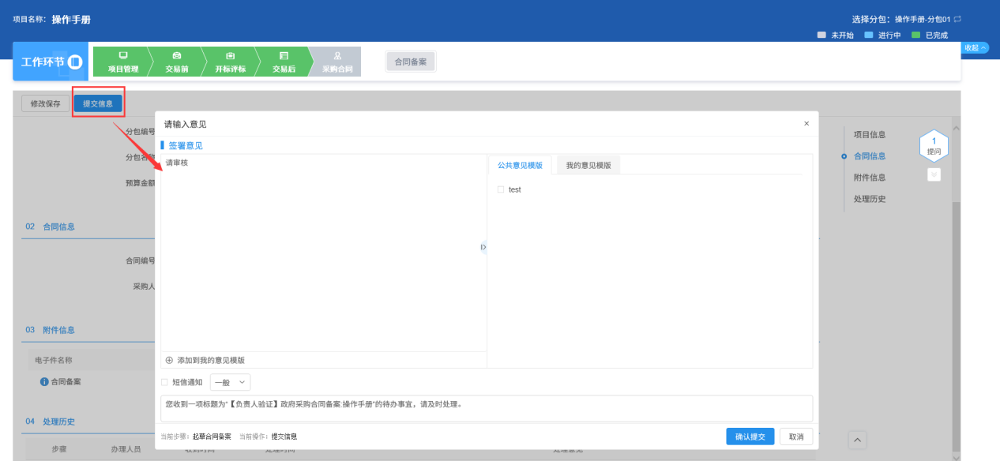 项目名称: 操作手册
选择分包: 操作手册-分包01
未开始 进行中 已完成
收起
工作环节
项目管理 交易前 开标评标 交易后 采购合同
合同备案
修改保存 提交信息
分包编号
分包名称
预算金额
02 合同信息
合同编号
采购人
03 附件信息
电子件名称
合同备案
04 处理历史
步骤 办理人员
请输入意见 ×
签署意见
请审核
公共意见模版 我的意见模版
test
添加到我的意见模版
短信通知 一般
您收到一项标题为“【负责人验证】政府采购合同备案:操作手册”的待办事宜，请及时处理。
当前步骤: 起草合同备案 当前操作: 提交信息
确认提交 取消
项目信息
合同信息
附件信息
处理历史
1
提问